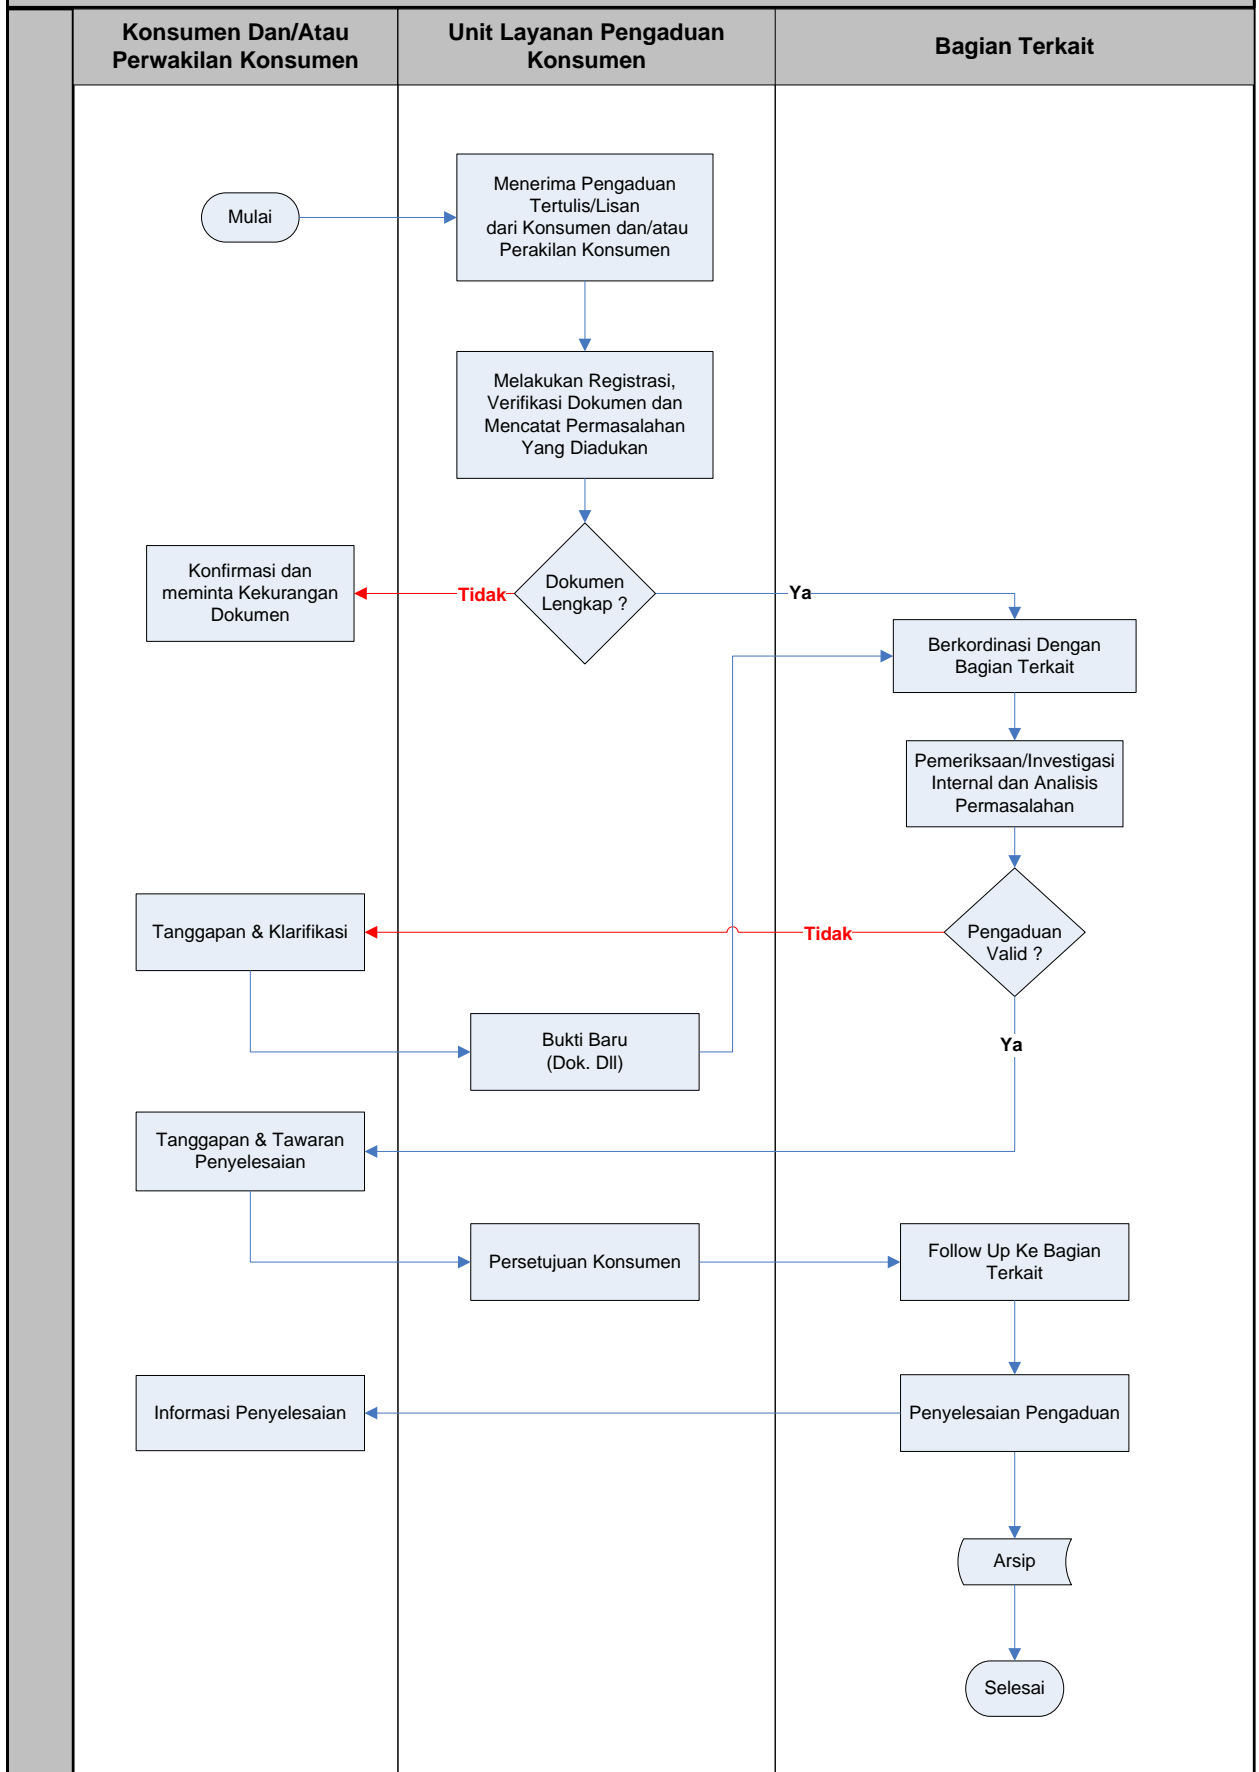 Konsumen Dan/Atau
Perwakilan Konsumen
Unit Layanan Pengaduan
Konsumen
Bagian Terkait
Mulai
Menerima Pengaduan
Tertulis/Lisan
dari Konsumen dan/atau
Perakilan Konsumen
Melakukan Registrasi,
Verifikasi Dokumen dan
Mencatat Permasalahan
Yang Diadukan
Konfirmasi dan
meminta Kekurangan
Dokumen
Tidak
Dokumen
Lengkap ?
Ya
Berkordinasi Dengan
Bagian Terkait
Pemeriksaan/Investigasi
Internal dan Analisis
Permasalahan
Tanggapan & Klarifikasi
Tidak
Pengaduan
Valid ?
Bukti Baru
(Dok. Dll)
Ya
Tanggapan & Tawaran
Penyelesaian
Persetujuan Konsumen
Follow Up Ke Bagian
Terkait
Informasi Penyelesaian
Penyelesaian Pengaduan
Arsip
Selesai